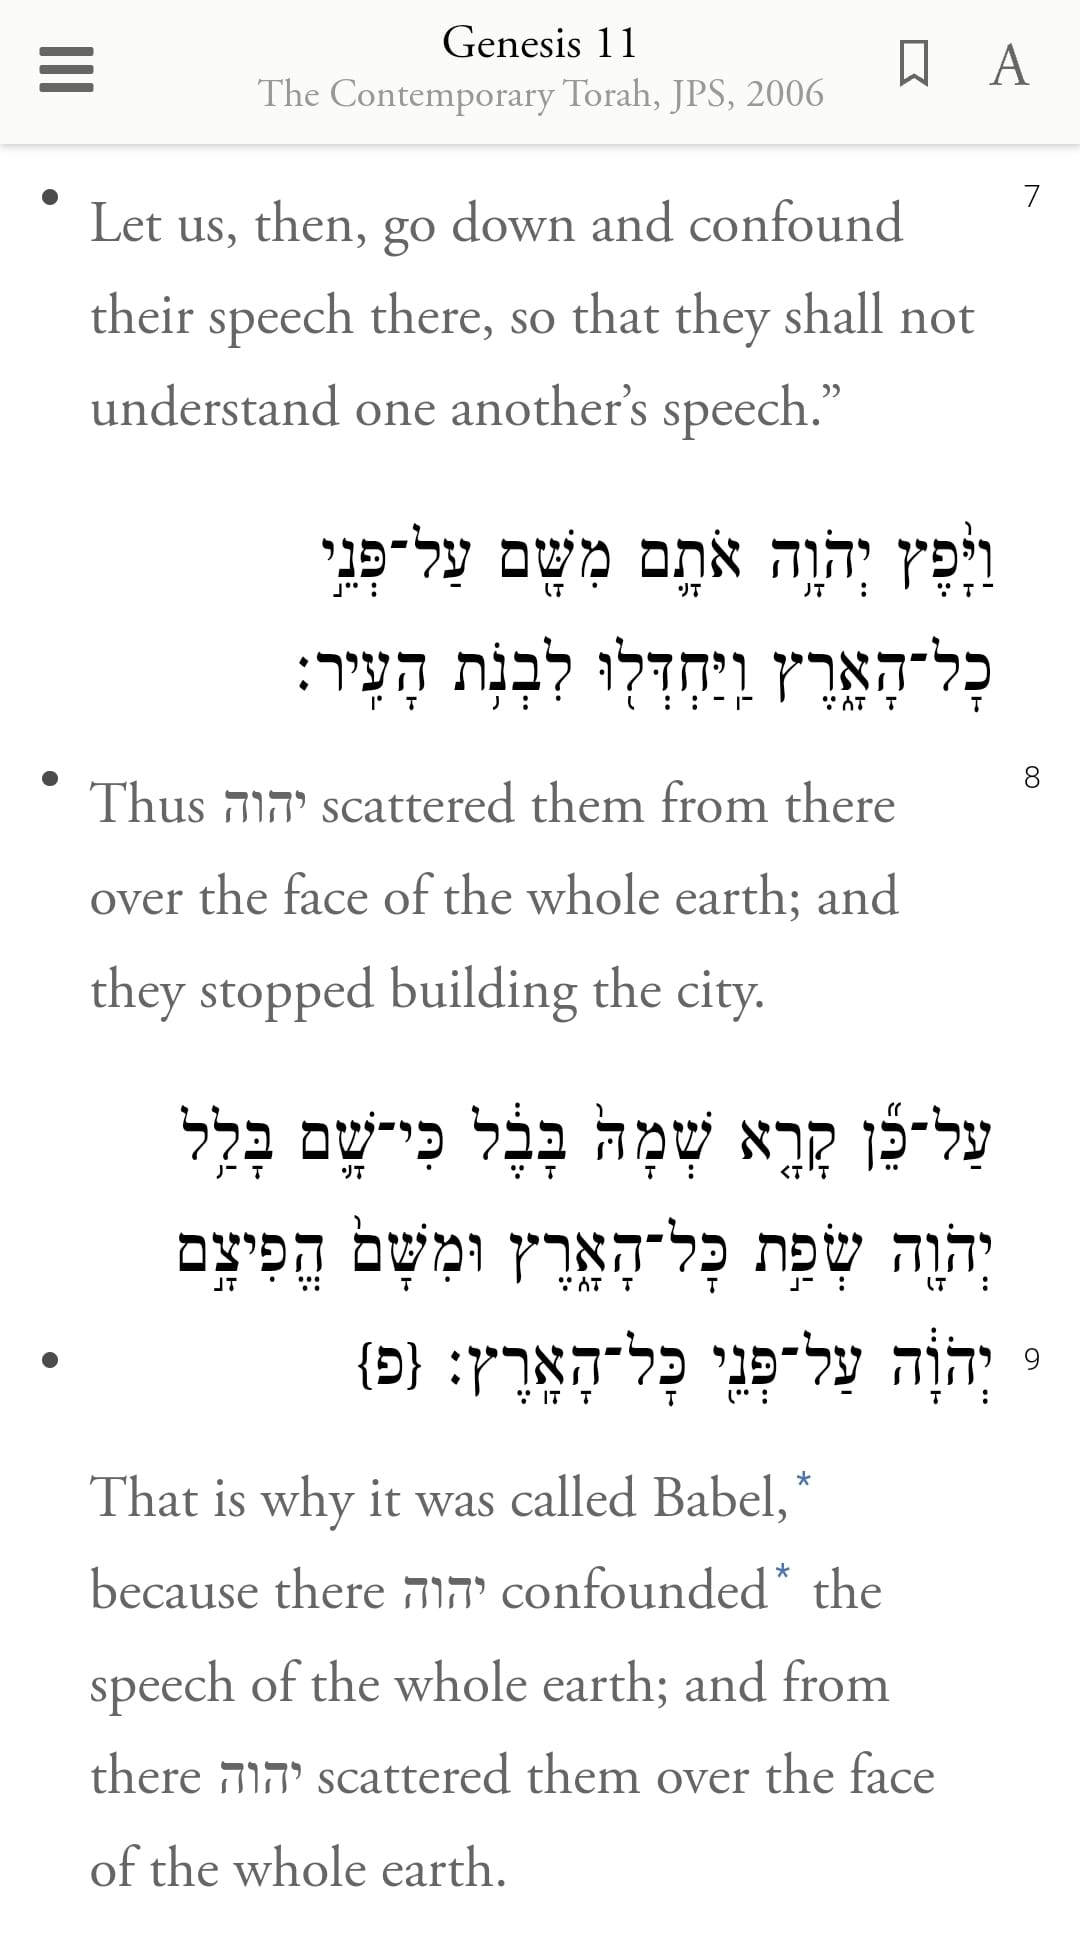 Genesis 11
The Contemporary Torah, JPS, 2006
7
Let us, then, go down and confound
their speech there, so that they shall not
understand one another’s speech.”
וַיָּ֨פֶץ יְהֹוָ֥ה אֹתָ֛ם מִשָּׁ֖ם עַל־פְּנֵ֣י
כׇל־הָאָ֑רֶץ וַֽיַּחְדְּל֖וּ לִבְנֹ֥ת הָעִֽיר׃
8
Thus יהוה scattered them from there
over the face of the whole earth; and
they stopped building the city.
עַל־כֵּ֞ן קָרָ֤א שְׁמָהּ֙ בָּבֶ֔ל כִּי־שָׁ֛ם בָּלַ֥ל
יְהֹוָ֖ה שְׂפַ֣ת כׇּל־הָאָ֑רֶץ וּמִשָּׁם֙ הֱפִיצָ֣ם
יְהֹוָ֔ה עַל־פְּנֵ֖י כׇּל־הָאָֽרֶץ׃ {פ}
9
That is why it was called Babel,*
because there יהוה confounded* the
speech of the whole earth; and from
there יהוה scattered them over the face
of the whole earth.